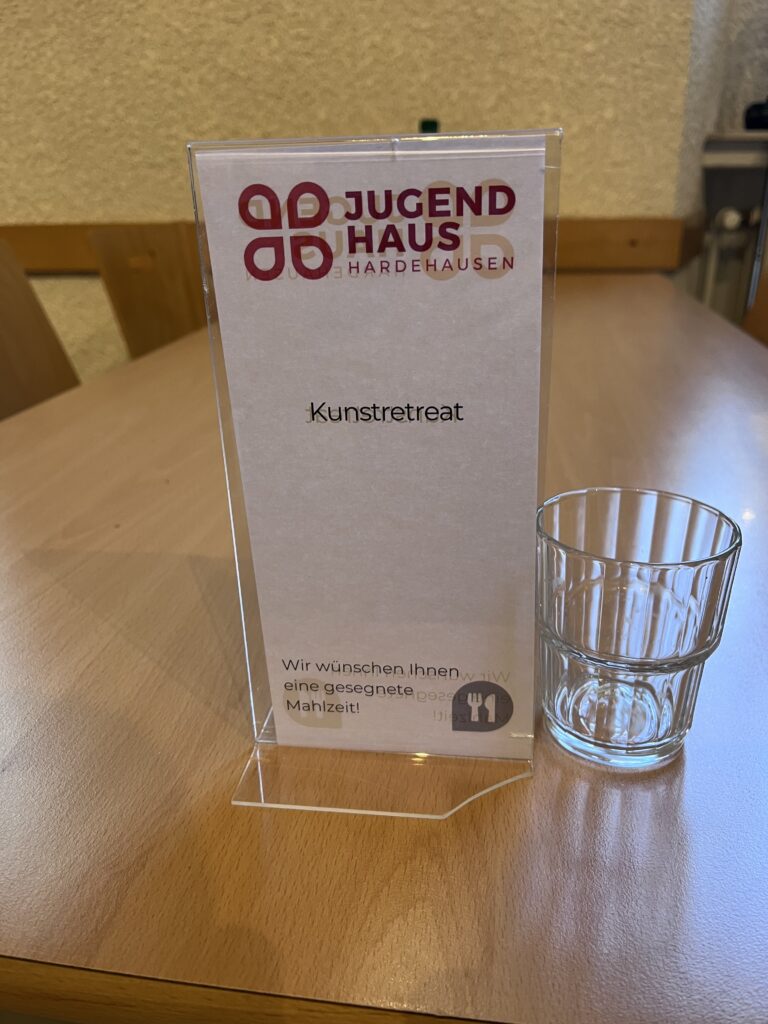 JUGEND
HAUS
HARDEHAUSEN
Kunstretreat
Wir wünschen Ihnen
eine gesegnete
Mahlzeit!